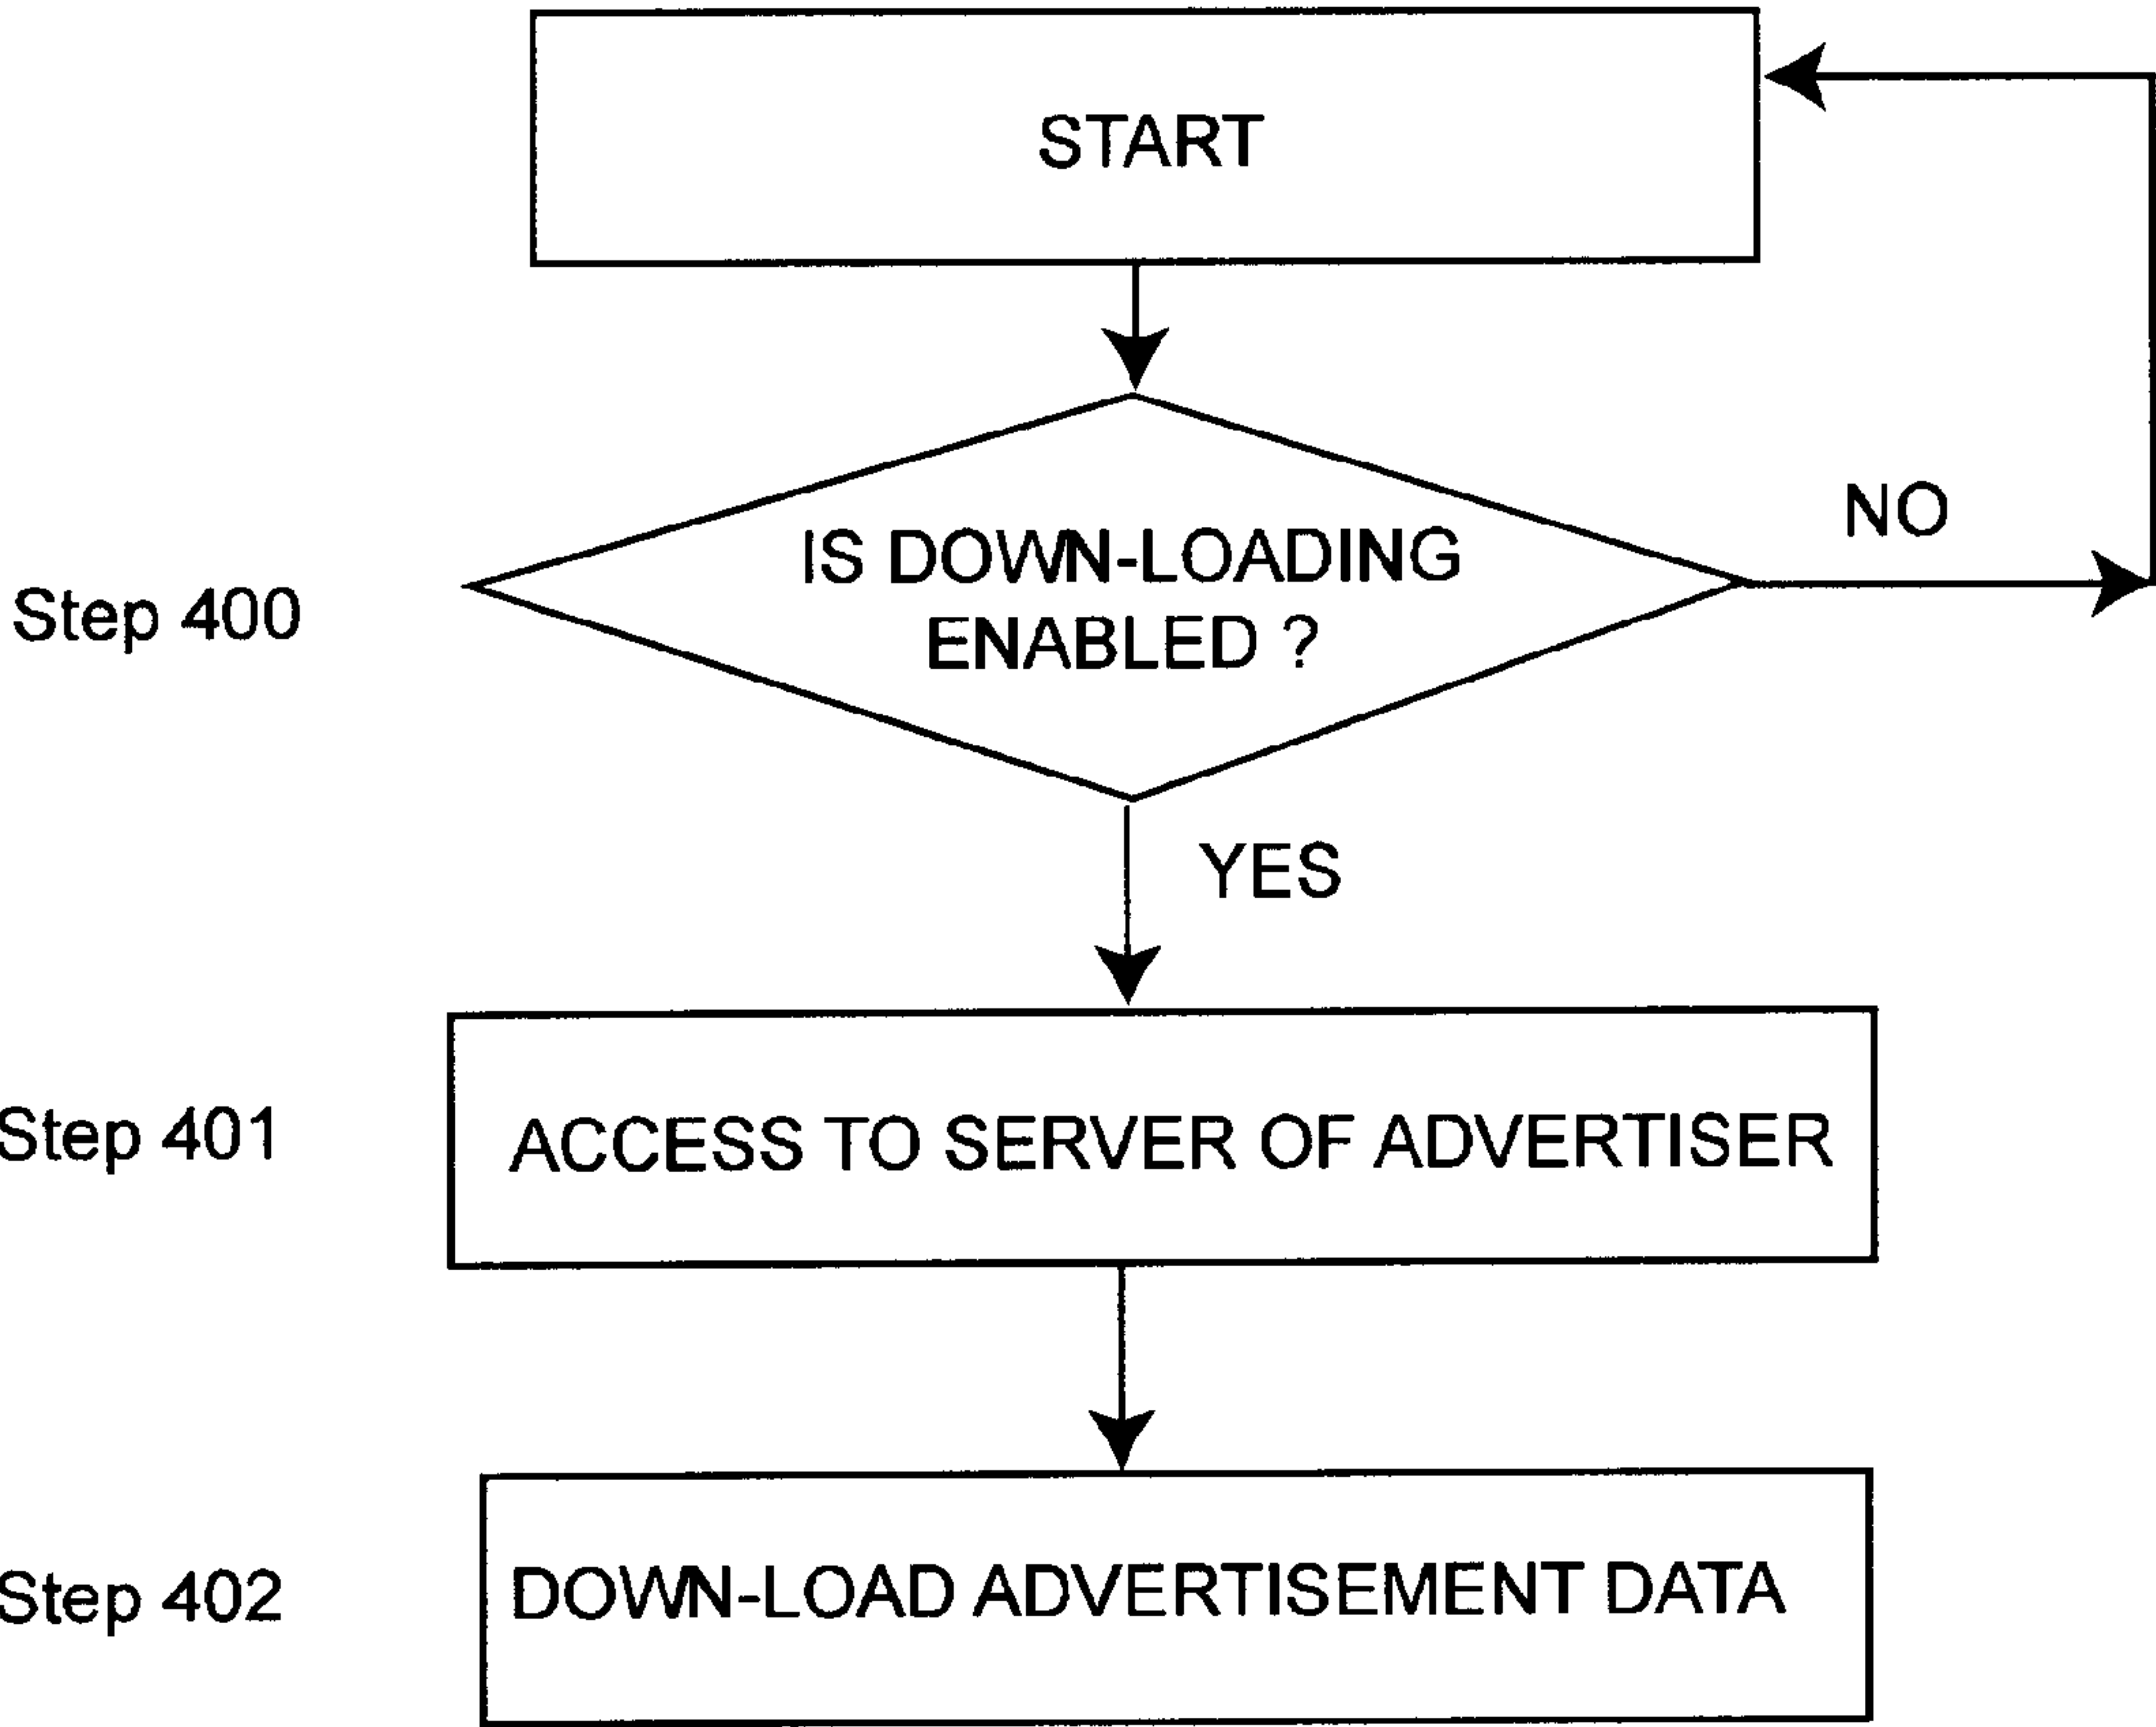 START
IS DOWN-LOADING
ENABLED ?
NO
Step 400
YES
Step 401
ACCESS TO SERVER OF ADVERTISER
Step 402
DOWN-LOAD ADVERTISEMENT DATA